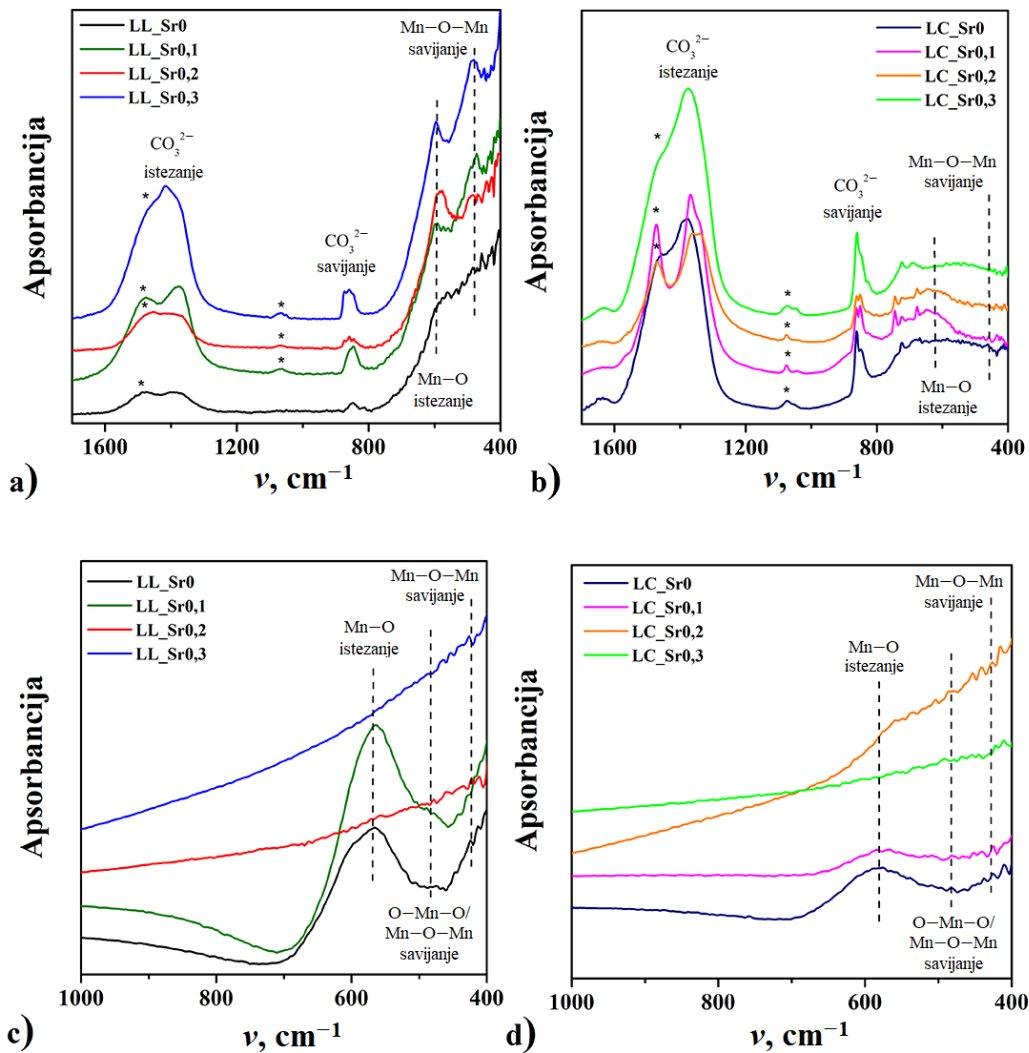 LL_Sr0
LL_Sr0,1
LL_Sr0,2
LL_Sr0,3
Mn−O−Mn
savijanje
CO₃²⁻
istezanje
*
*
*
*
CO₃²⁻
savijanje
*
*
*
Mn−O
istezanje
Apsorbancija
1600
1200
800
400
ν, cm⁻¹
a)
LC_Sr0
LC_Sr0,1
LC_Sr0,2
LC_Sr0,3
CO₃²⁻
istezanje
*
*
*
Mn−O−Mn
savijanje
CO₃²⁻
savijanje
*
*
*
*
Mn−O
istezanje
Apsorbancija
1600
1200
800
400
ν, cm⁻¹
b)
LL_Sr0
LL_Sr0,1
LL_Sr0,2
LL_Sr0,3
Mn−O−Mn
savijanje
Mn−O
istezanje
O−Mn−O/
Mn−O−Mn
savijanje
Apsorbancija
1000
800
600
400
ν, cm⁻¹
c)
LC_Sr0
LC_Sr0,1
LC_Sr0,2
LC_Sr0,3
Mn−O−Mn
savijanje
Mn−O
istezanje
O−Mn−O/
Mn−O−Mn
savijanje
Apsorbancija
1000
800
600
400
ν, cm⁻¹
d)